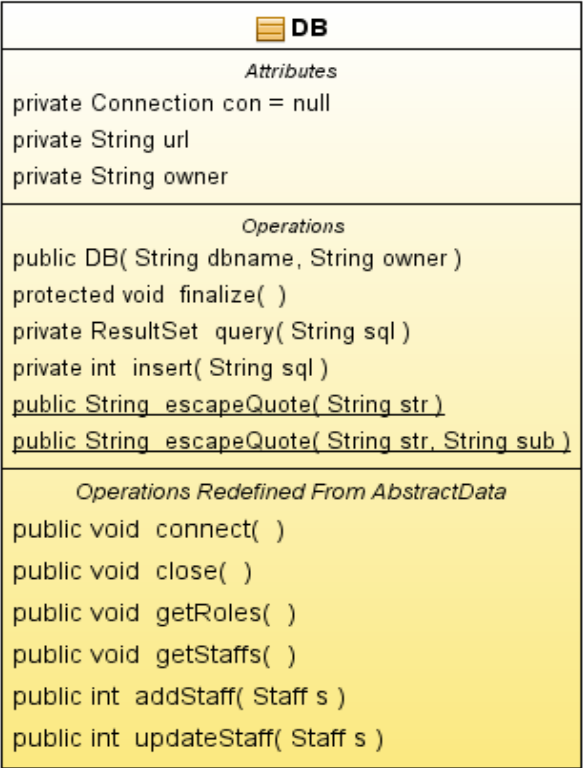 DB
Attributes
private Connection con = null
private String url
private String owner
Operations
public DB( String dbname, String owner )
protected void finalize( )
private ResultSet query( String sql )
private int insert( String sql )
public String escapeQuote( String str )
public String escapeQuote( String str, String sub )
Operations Redefined From AbstractData
public void connect( )
public void close( )
public void getRoles( )
public void getStaffs( )
public int addStaff( Staff s )
public int updateStaff( Staff s )